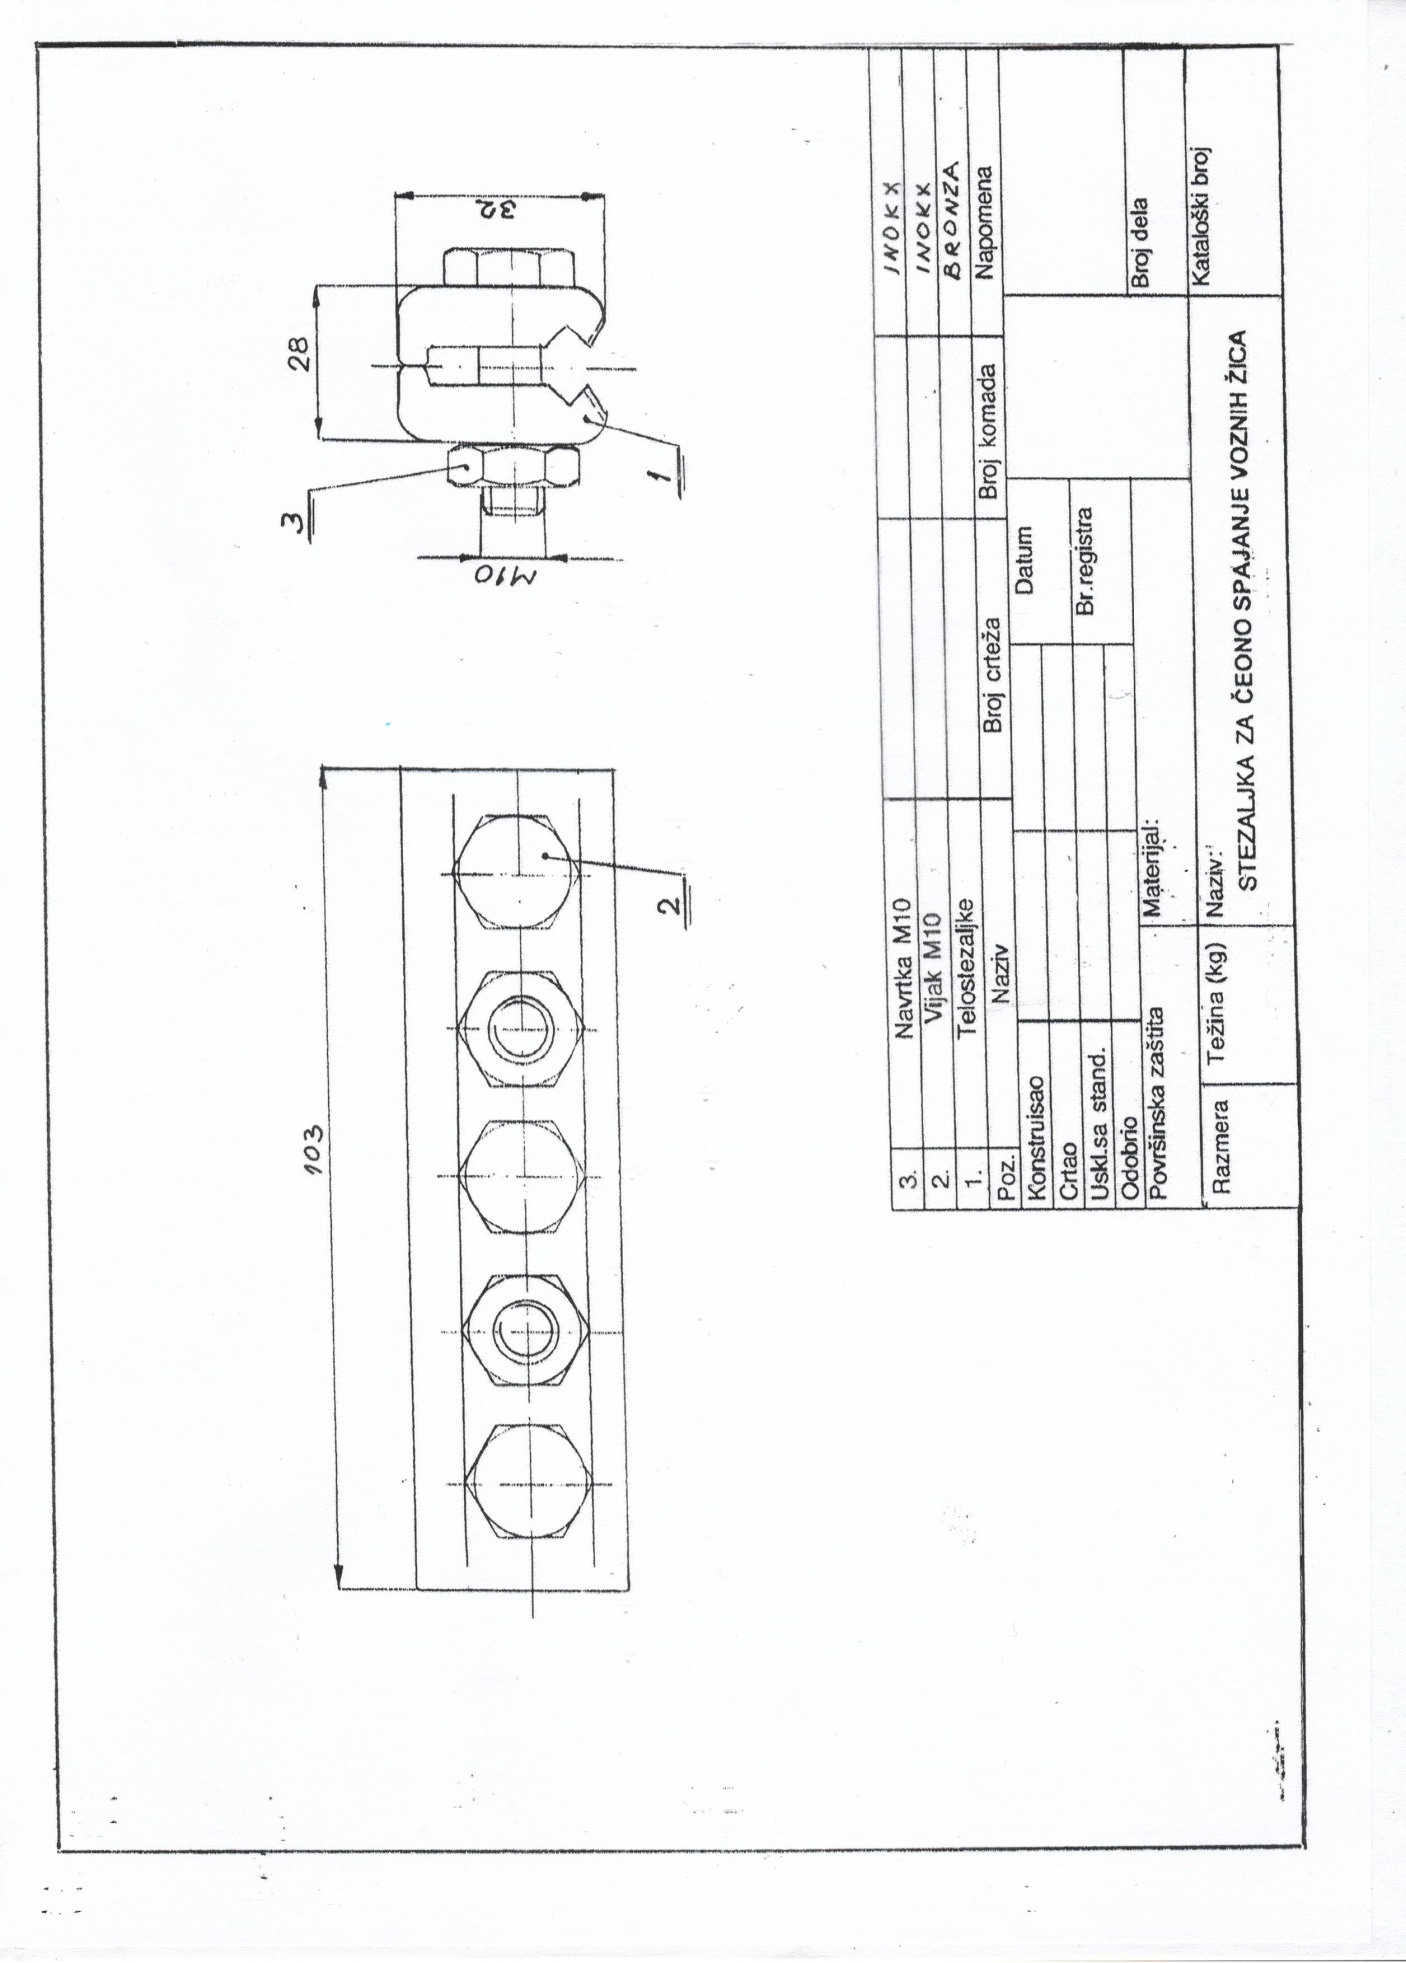 103
28
32
M10
3
1
2
3. Navrtka M10 INOKX
2. Vijak M10 INOKX
1. Telostezaljke BRONZA
Poz. Naziv Broj crteža Broj komada Napomena
Konstruisao Datum
Crtao
Uskl.sa stand. Br.registra
Odobrio Broj dela
Površinska zaštita Materijal:
Razmera Težina (kg) Naziv: Kataloški broj
STEZALJKA ZA ČEONO SPAJANJE VOZNIH ŽICA